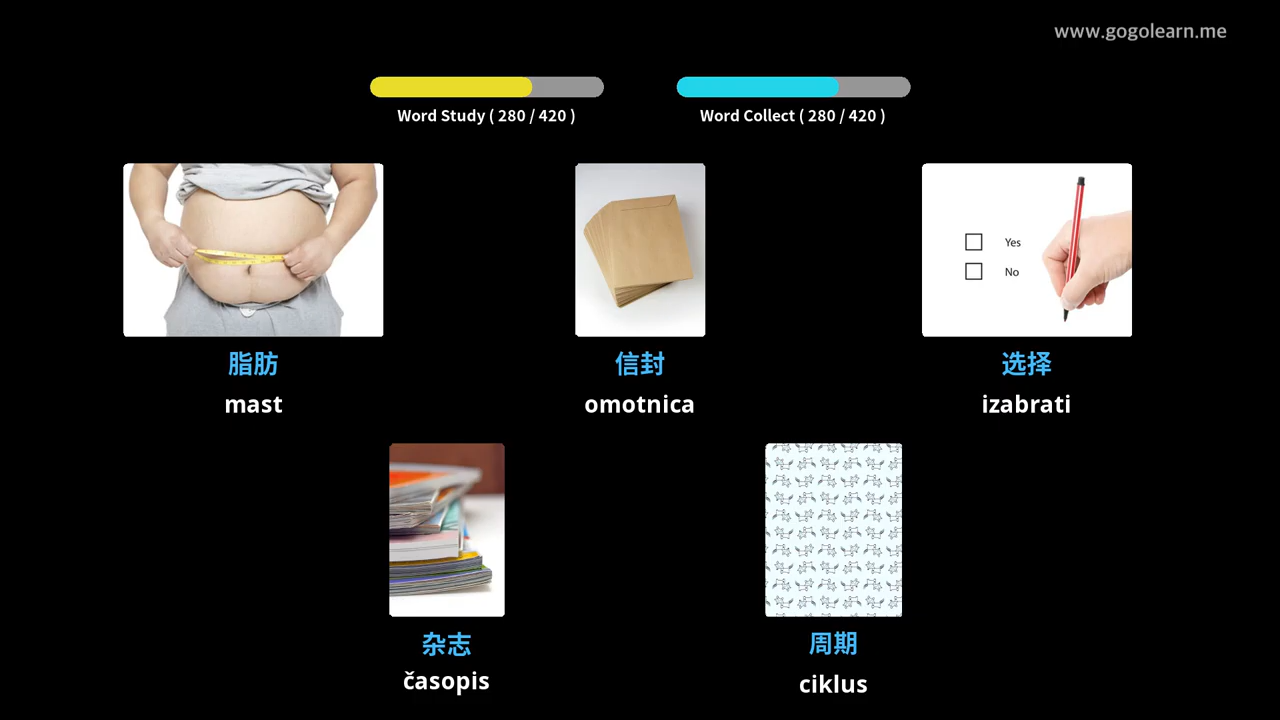 www.gogolearn.me
Word Study ( 280 / 420 )
Word Collect ( 280 / 420 )
Yes
No
脂肪
信封
选择
mast
omotnica
izabrati
杂志
周期
časopis
ciklus